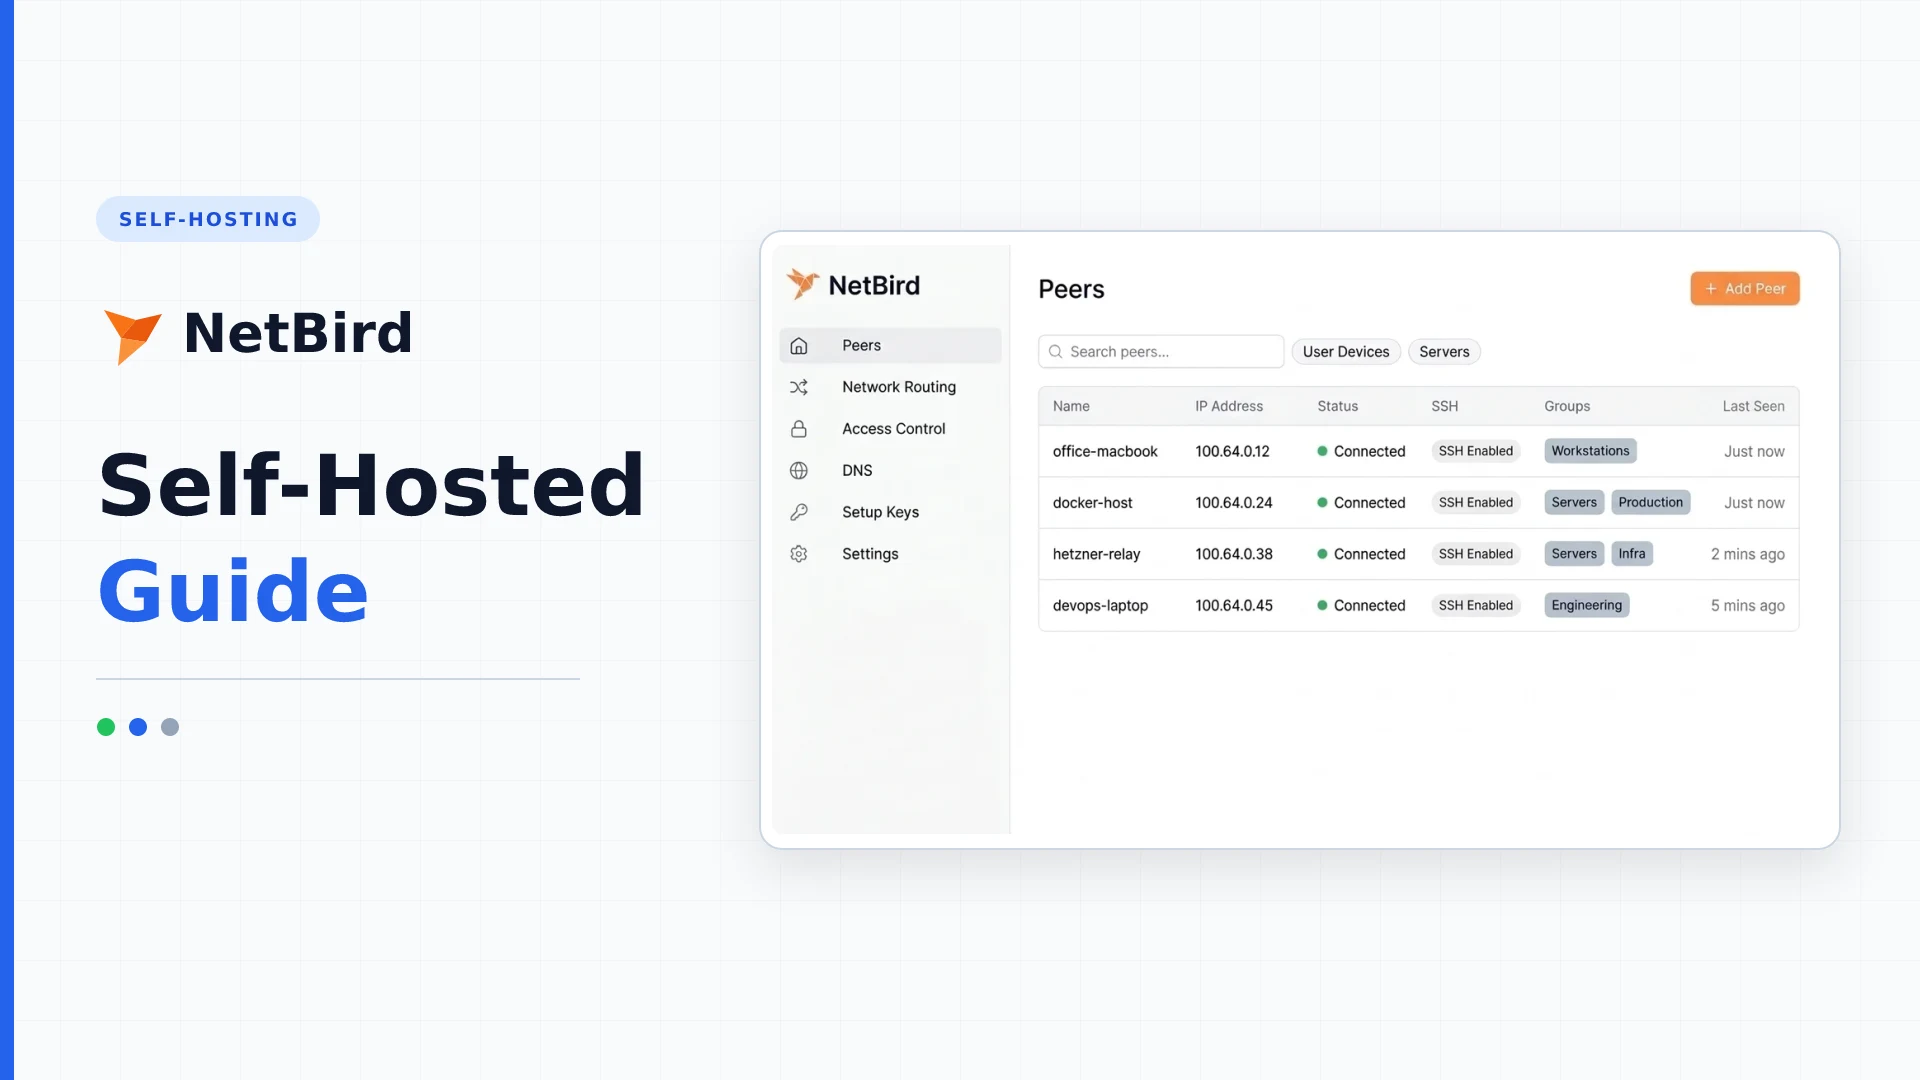 SELF-HOSTING
NetBird
Self-Hosted
Guide
NetBird
Peers
Network Routing
Access Control
DNS
Setup Keys
Settings
Peers
+ Add Peer
Search peers...
User Devices
Servers
Name IP Address Status SSH Groups Last Seen
office-macbook 100.64.0.12 Connected SSH Enabled Workstations Just now
docker-host 100.64.0.24 Connected SSH Enabled Servers Production Just now
hetzner-relay 100.64.0.38 Connected SSH Enabled Servers Infra 2 mins ago
devops-laptop 100.64.0.45 Connected SSH Enabled Engineering 5 mins ago